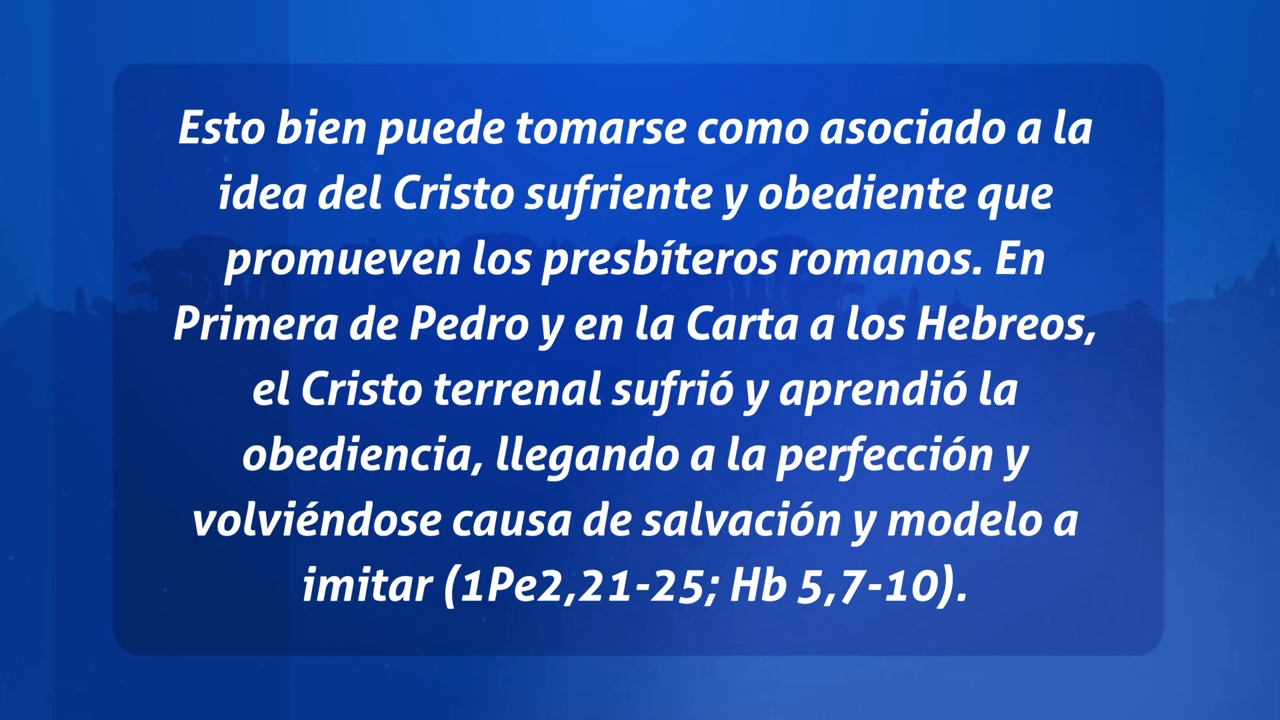 Esto bien puede tomarse como asociado a la
idea del Cristo sufriente y obediente que
promueven los presbíteros romanos. En
Primera de Pedro y en la Carta a los Hebreos,
el Cristo terrenal sufrió y aprendió la
obediencia, llegando a la perfección y
volviéndose causa de salvación y modelo a
imitar (1Pe2,21-25; Hb 5,7-10).